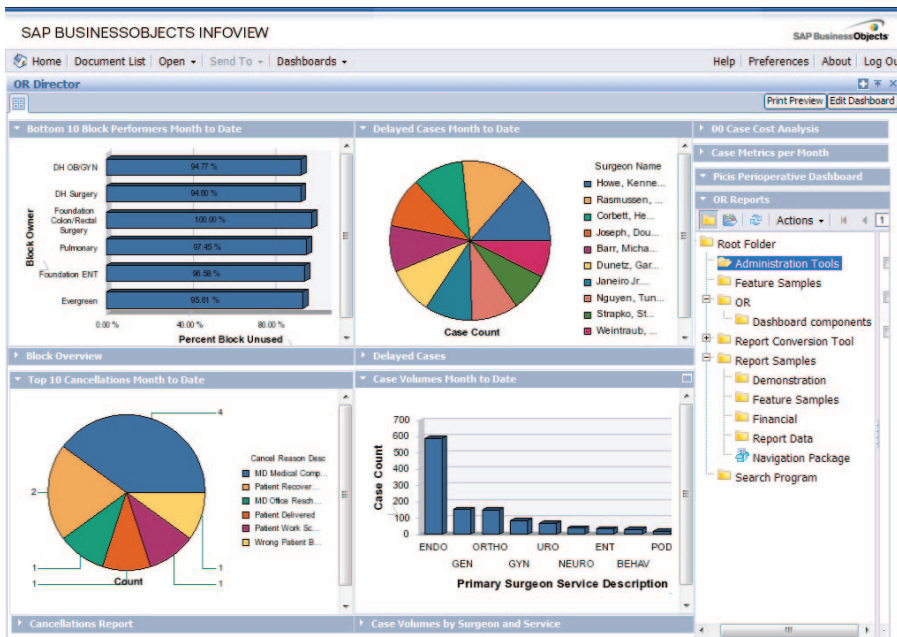 SAP BUSINESSOBJECTS INFOVIEW
SAP BusinessObjects
Home Document List Open Send To Dashboards
Help Preferences About Log Ou
OR Director
Print Preview Edit Dashboard
Bottom 10 Block Performers Month to Date
Block Owner
DH OB/GYN
94.77 %
DH Surgery
94.60 %
Foundation
Colon/Rectal
Surgery
100.00 %
Pulmonary
97.45 %
Foundation ENT
96.58 %
Evergreen
95.61 %
0.00 % 40.00 % 80.00 %
Percent Block Unused
Block Overview
Delayed Cases Month to Date
Surgeon Name
Howe, Kenne...
Rasmussen, ...
Corbett, He...
Joseph, Dou...
Barr, Micha...
Dunetz, Gar...
Janeiro Jr....
Nguyen, Tun...
Strapko, St...
Weintraub, ...
Case Count
Delayed Cases
Top 10 Cancellations Month to Date
4
2
1
1
1
1
Count
Cancel Reason Desc
MD Medical Comp...
Patient Recover...
MD Office Resch...
Patient Delivered
Patient Work Sc...
Wrong Patient B...
Cancellations Report
Case Volumes Month to Date
Case Count
700
600
500
400
300
200
100
0
ENDO ORTHO URO ENT POD
GEN GYN NEURO BEHAV
Primary Surgeon Service Description
Case Volumes by Surgeon and Service
00 Case Cost Analysis
Case Metrics per Month
Picis Perioperative Dashboard
OR Reports
Actions 1
Root Folder
Administration Tools
Feature Samples
OR
Dashboard components
Report Conversion Tool
Report Samples
Demonstration
Feature Samples
Financial
Report Data
Navigation Package
Search Program